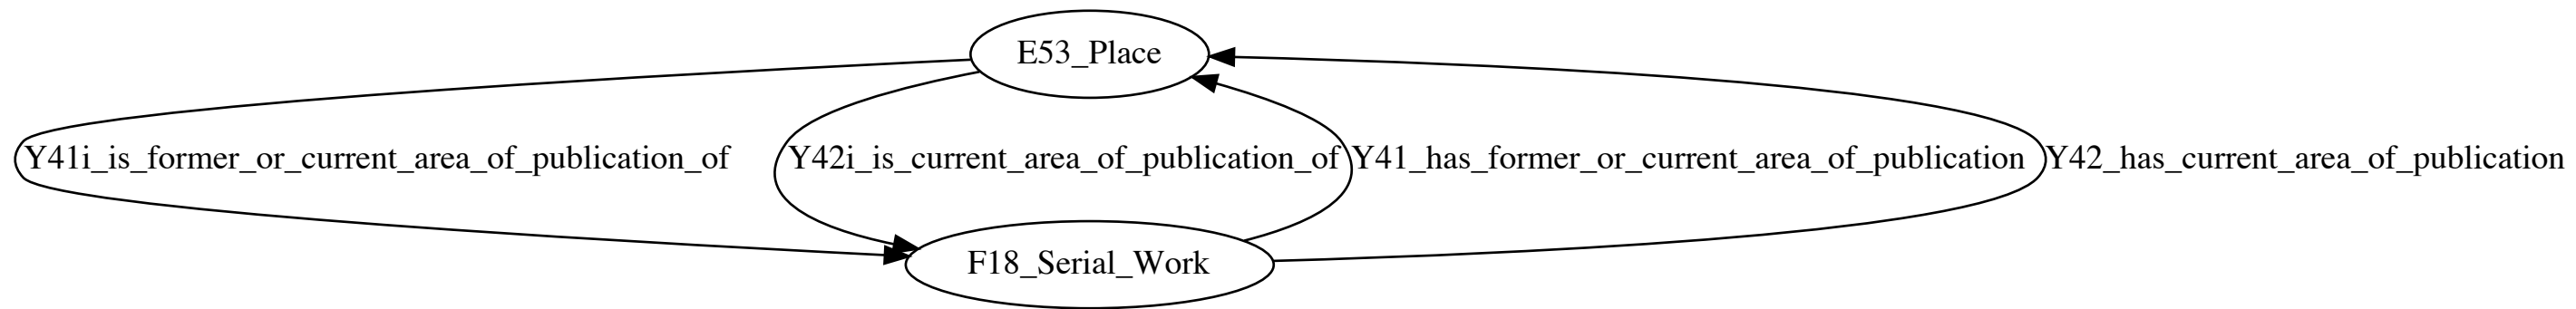 E53_Place
Y41i_is_former_or_current_area_of_publication_of
Y42i_is_current_area_of_publication_of
Y41_has_former_or_current_area_of_publication
Y42_has_current_area_of_publication
F18_Serial_Work